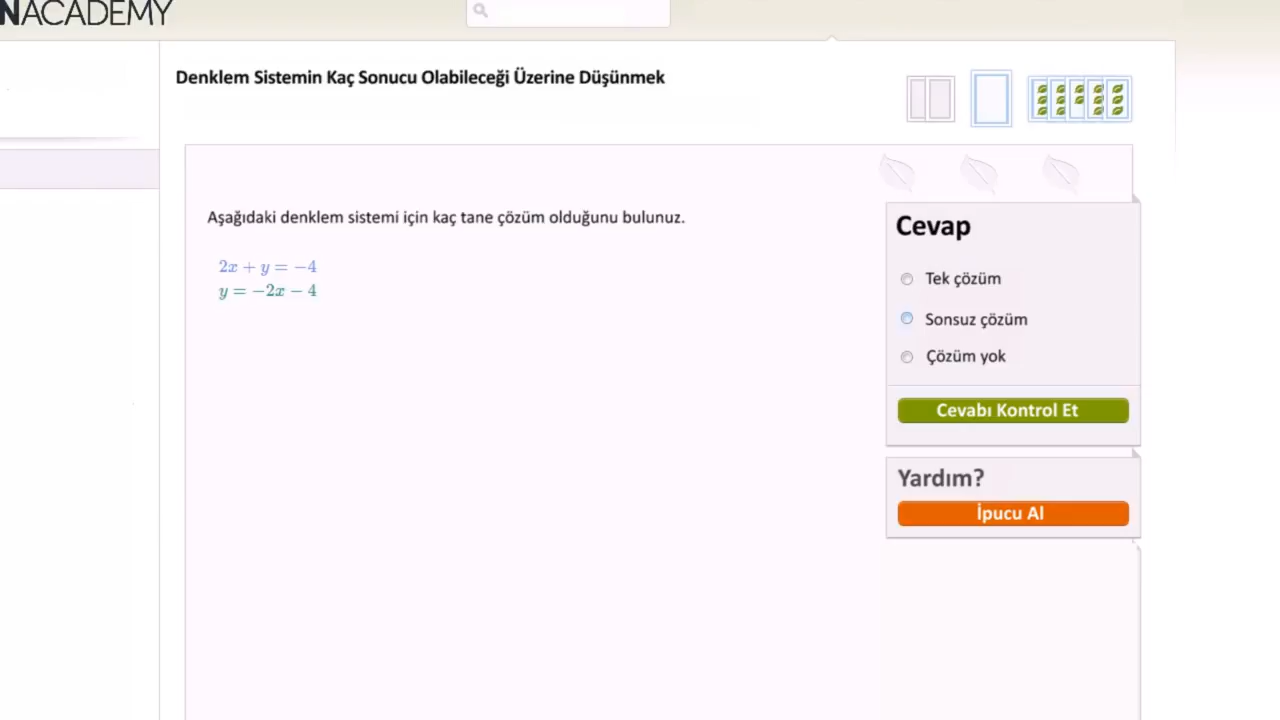 NACADEMY
Denklem Sistemin Kaç Sonucu Olabileceği Üzerine Düşünmek
Aşağıdaki denklem sistemi için kaç tane çözüm olduğunu bulunuz.
2x + y = −4
y = −2x − 4
Cevap
Tek çözüm
Sonsuz çözüm
Çözüm yok
Cevabı Kontrol Et
Yardım?
İpucu Al